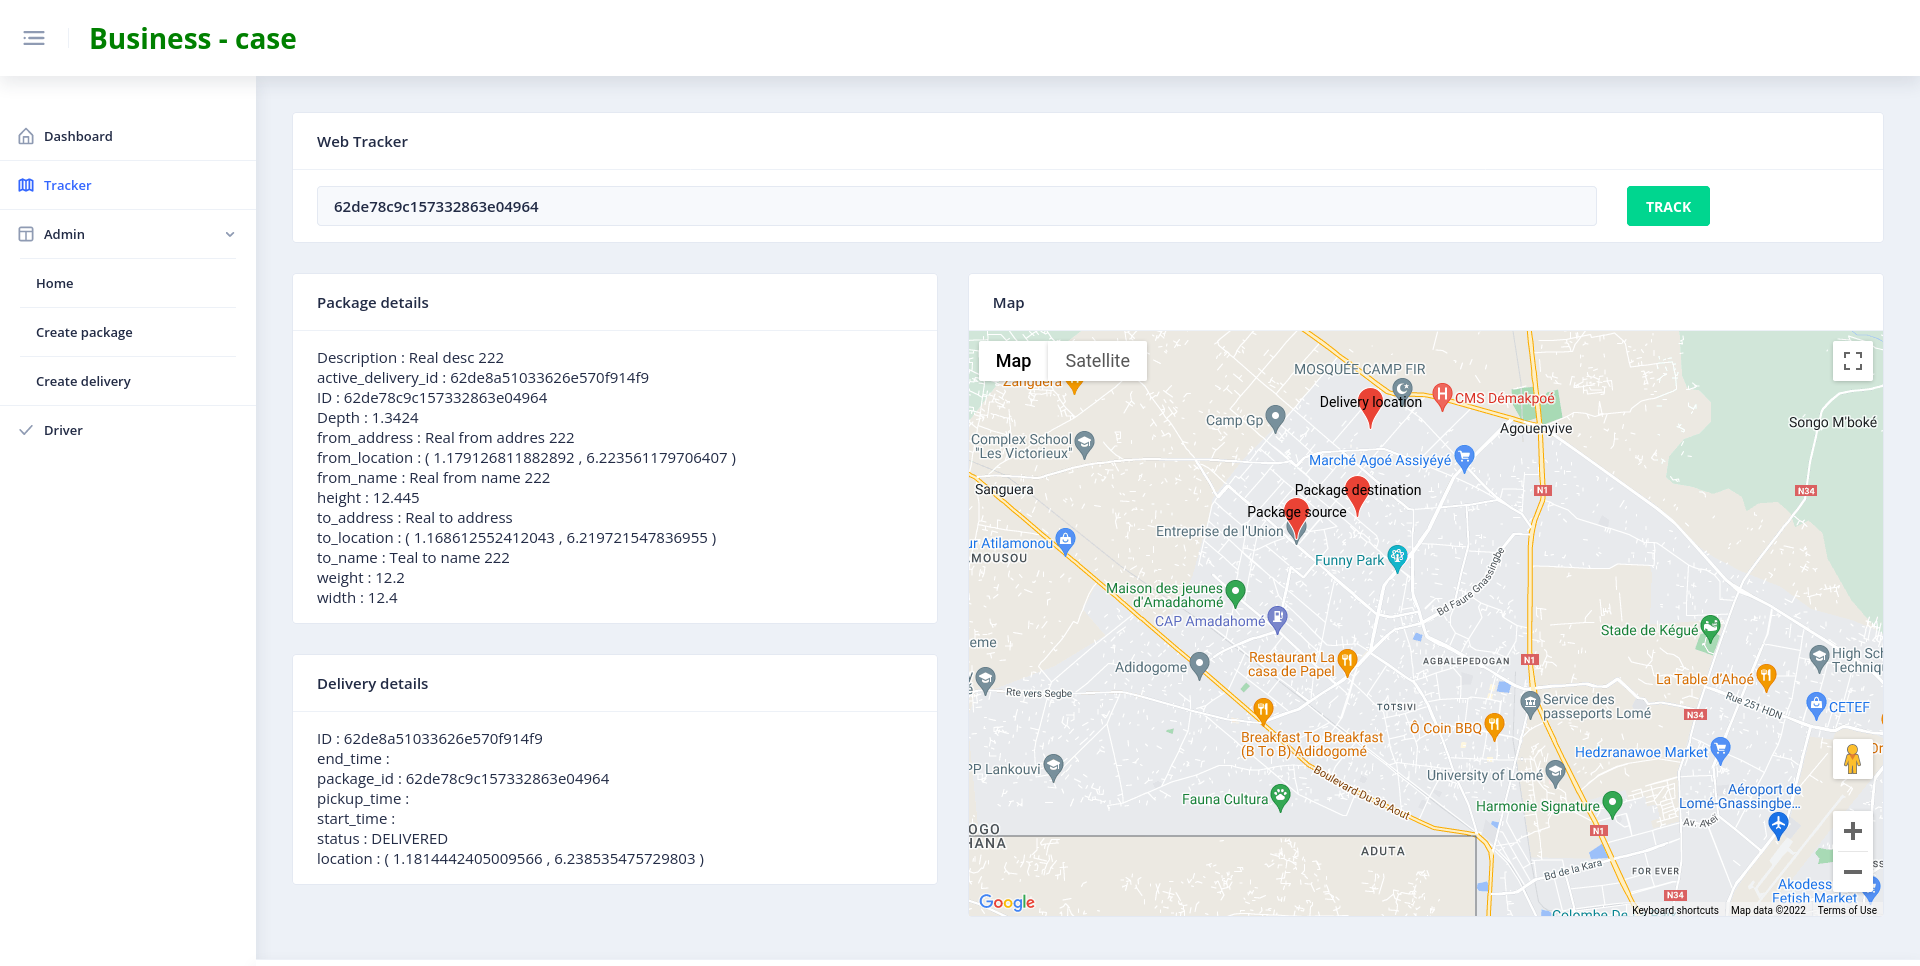 Business - case
Dashboard
Tracker
Admin
Home
Create package
Create delivery
Driver
Web Tracker
62de78c9c157332863e04964
TRACK
Package details
Description : Real desc 222
active_delivery_id : 62de8a51033626e570f914f9
ID : 62de78c9c157332863e04964
Depth : 1.3424
from_address : Real from addres 222
from_location : ( 1.179126811882892 , 6.223561179706407 )
from_name : Real from name 222
height : 12.445
to_address : Real to address
to_location : ( 1.168612552412043 , 6.219721547836955 )
to_name : Teal to name 222
weight : 12.2
width : 12.4
Delivery details
ID : 62de8a51033626e570f914f9
end_time :
package_id : 62de78c9c157332863e04964
pickup_time :
start_time :
status : DELIVERED
location : ( 1.1814442405009566 , 6.238535475729803 )
Map
Map
Satellite
Zanguera
MOSQUÉE CAMP FIR
Delivery location
CMS Démakpoé
Camp Gp
Agouenyive
Songo M'boké
Complex School
"Les Victorieux"
Marché Agoé Assiyéyé
Sanguera
Package destination
N1
N34
Package source
Entreprise de l'Union
ur Atilamonou
AMOUSOU
Funny Park
Bd Faure Gnassingbe
Maison des jeunes
d'Amadahomé
CAP Amadahomé
Stade de Kégué
eme
Adidogome
Restaurant La
casa de Papel
AGBALEPEDOGAN
N1
High Sch
Techniqu
La Table d'Ahoé
Rte vers Segbe
TOTSIVI
Service des
passeports Lomé
Rue 251 HDN
N34
CETEF
Ô Coin BBQ
Breakfast To Breakfast
(B To B) Adidogomé
Hedzranawoe Market
PP Lankouvi
University of Lomé
Boulevard Du 30 Aout
Fauna Cultura
Harmonie Signature
Aéroport de
Lomé-Gnassingbe...
Av. Akei
OGO
HANA
N1
ADUTA
Bd de la Kara
FOR EVER
N34
Akodess
Fetish Market
Colombe De
Google
Keyboard shortcuts
Map data ©2022
Terms of Use